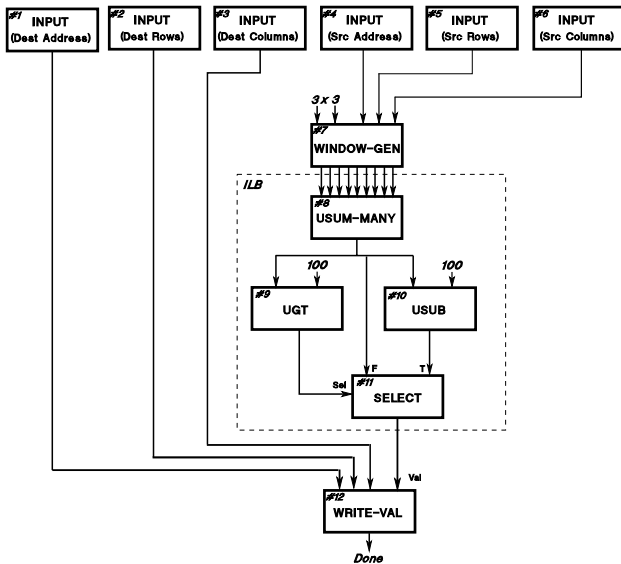 #1 INPUT
(Dest Address)
#2 INPUT
(Dest Rows)
#3 INPUT
(Dest Columns)
#4 INPUT
(Src Address)
#5 INPUT
(Src Rows)
#6 INPUT
(Src Columns)
3 x 3
#7
WINDOW-GEN
ILB
#8
USUM-MANY
100
100
#9
UGT
#10
USUB
F
T
Sel
#11
SELECT
Val
#12
WRITE-VAL
Done